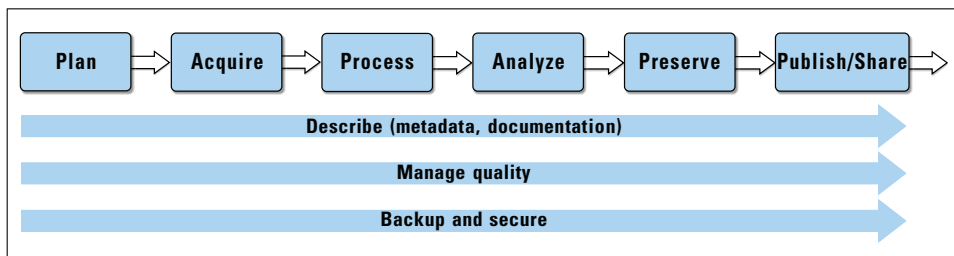 Plan Acquire Process Analyze Preserve Publish/Share
Describe (metadata, documentation)
Manage quality
Backup and secure